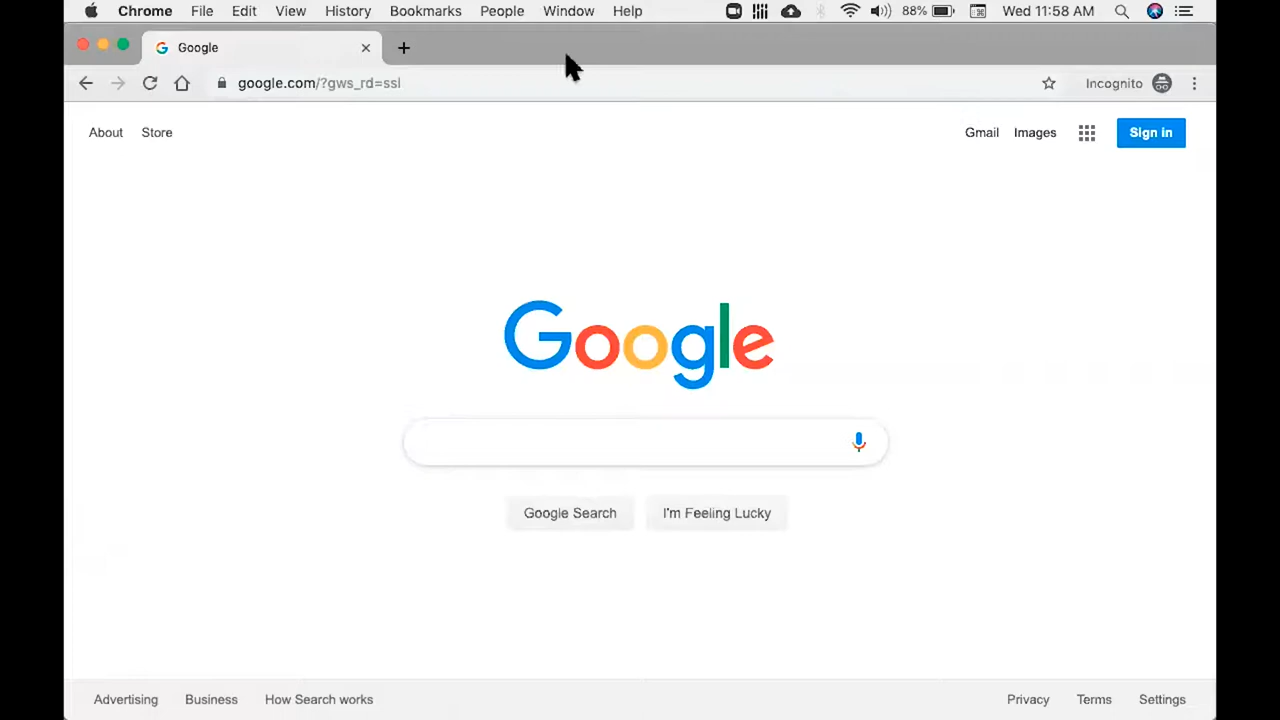 Chrome File Edit View History Bookmarks People Window Help 88% Wed 11:58 AM
Google
google.com/?gws_rd=ssl Incognito
About Store Gmail Images Sign in
Google
Google Search I'm Feeling Lucky
Advertising Business How Search works Privacy Terms Settings